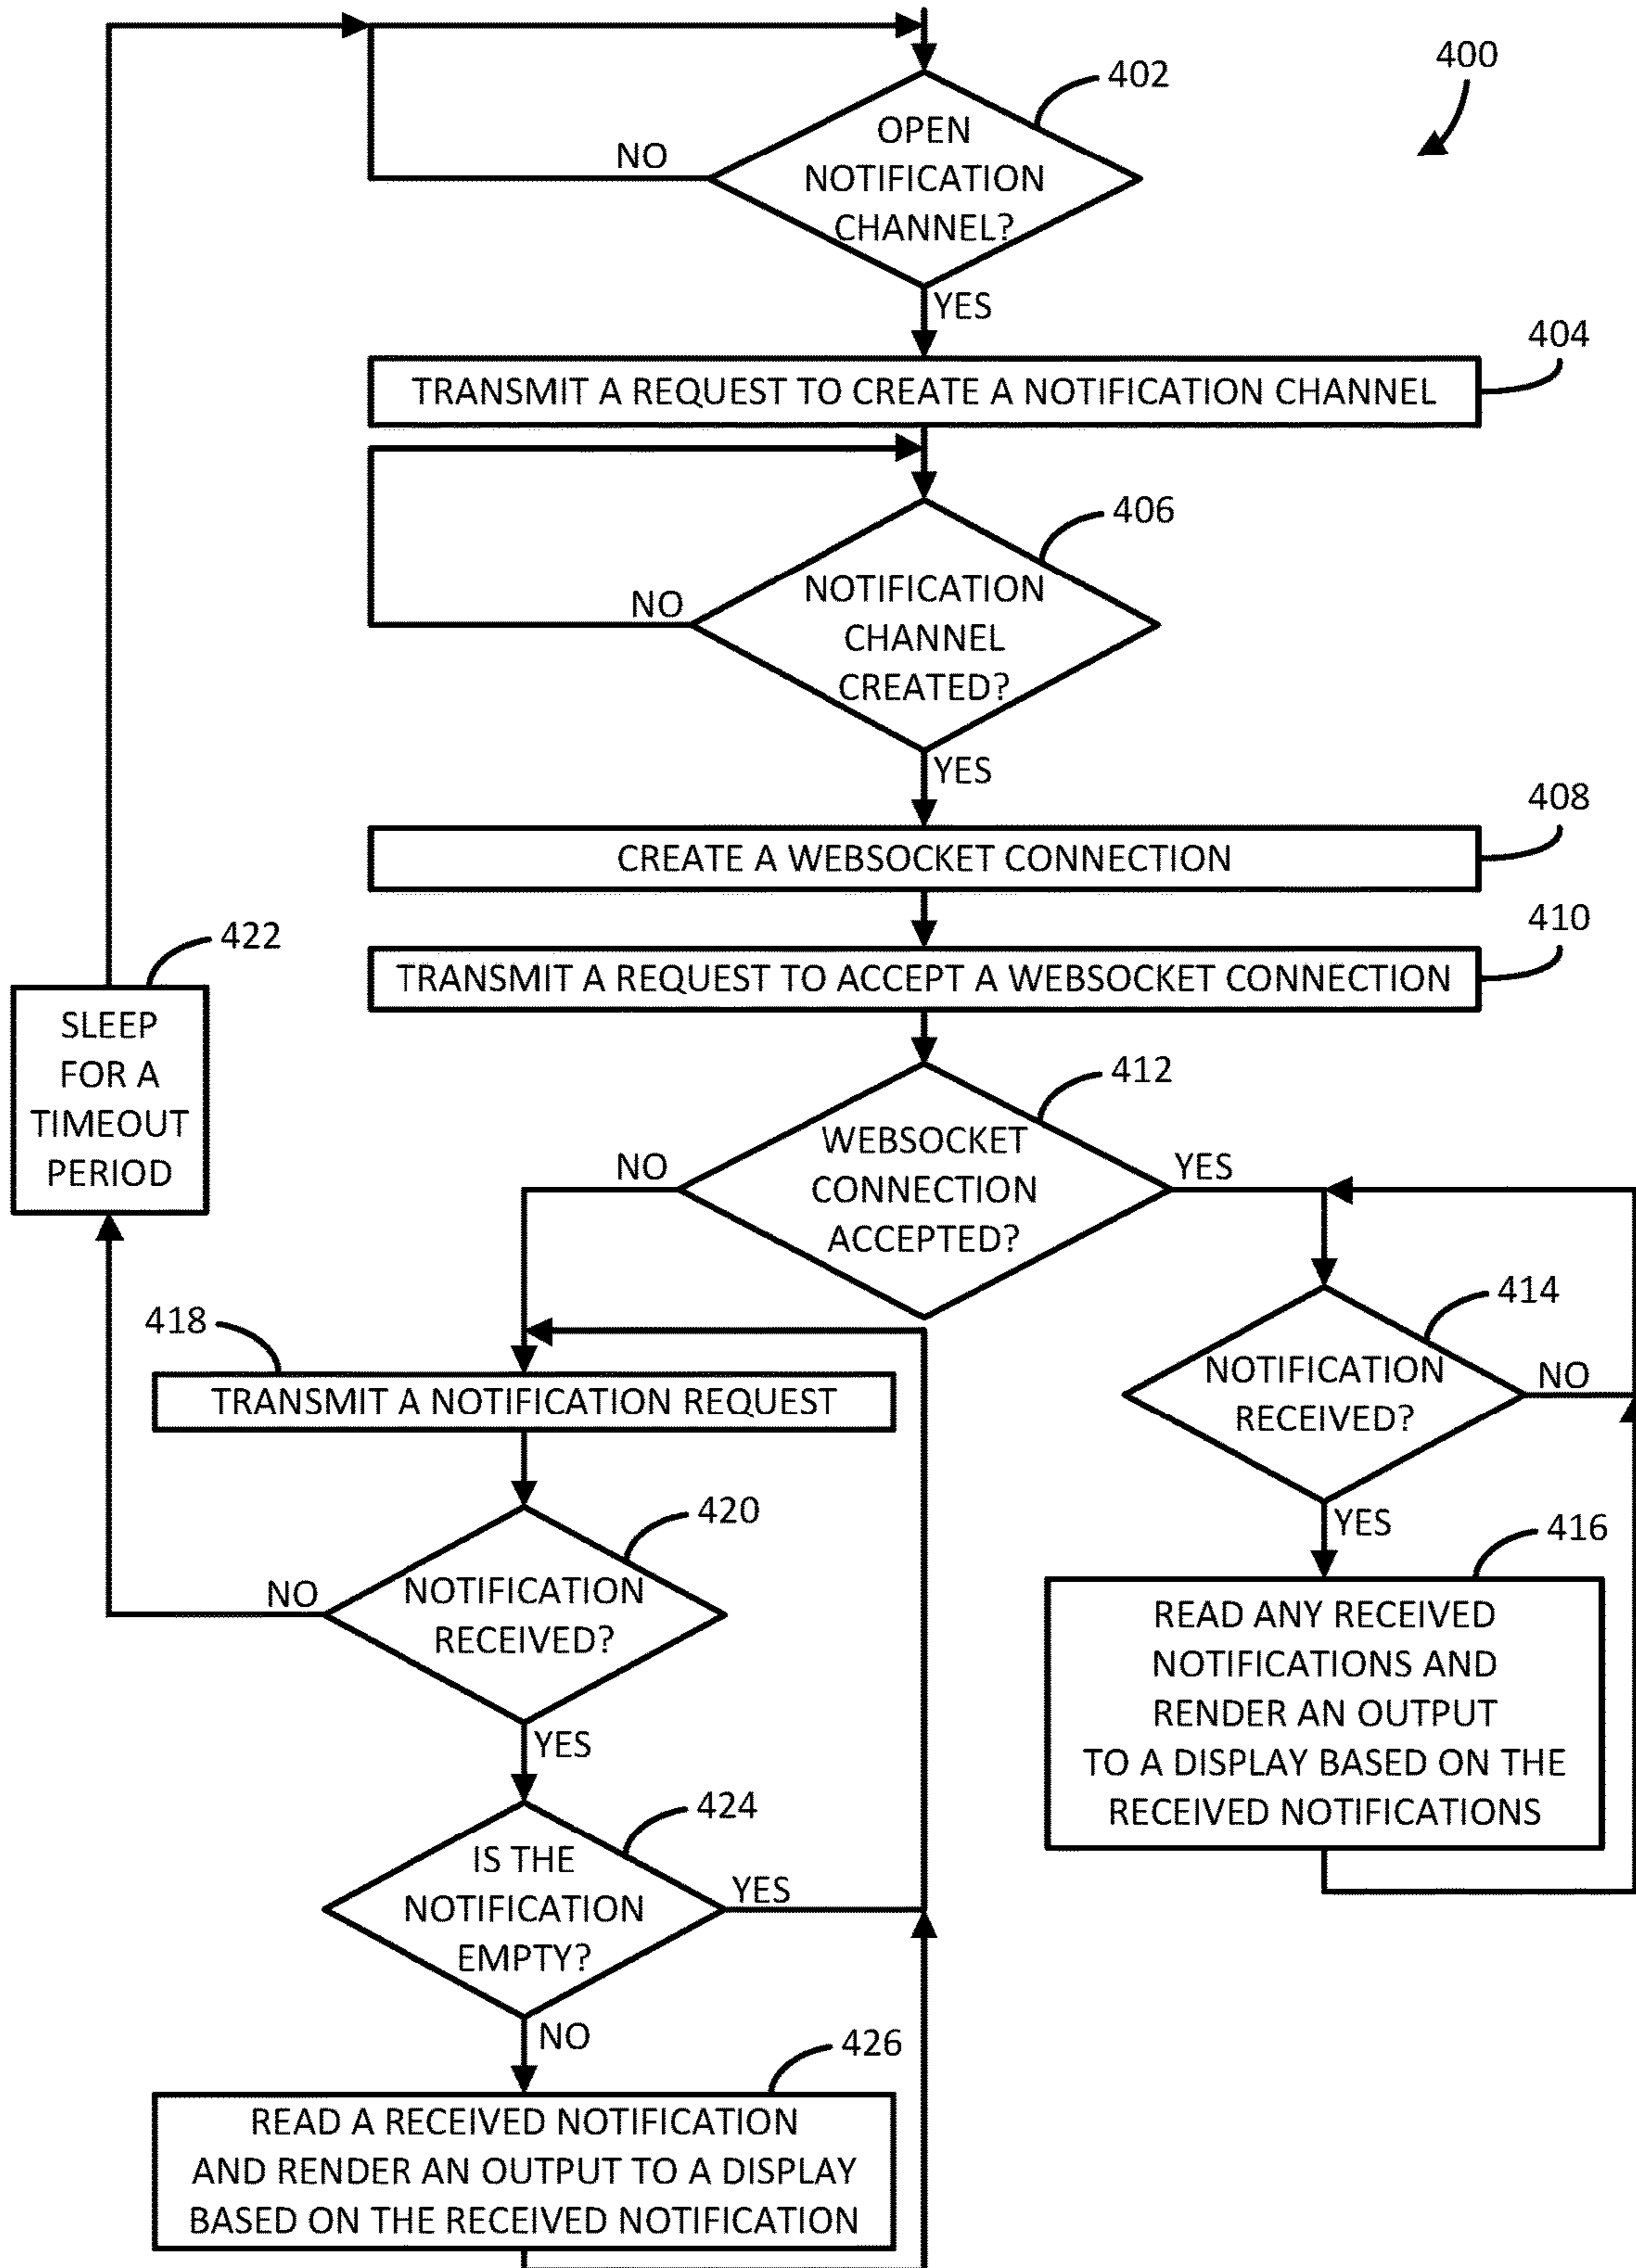 400
402
OPEN
NOTIFICATION
CHANNEL?
NO
YES
404
TRANSMIT A REQUEST TO CREATE A NOTIFICATION CHANNEL
406
NOTIFICATION
CHANNEL
CREATED?
NO
YES
408
CREATE A WEBSOCKET CONNECTION
410
TRANSMIT A REQUEST TO ACCEPT A WEBSOCKET CONNECTION
422
SLEEP
FOR A
TIMEOUT
PERIOD
412
WEBSOCKET
CONNECTION
ACCEPTED?
NO
YES
414
NOTIFICATION
RECEIVED?
NO
YES
416
READ ANY RECEIVED
NOTIFICATIONS AND
RENDER AN OUTPUT
TO A DISPLAY BASED ON THE
RECEIVED NOTIFICATIONS
418
TRANSMIT A NOTIFICATION REQUEST
420
NOTIFICATION
RECEIVED?
NO
YES
424
IS THE
NOTIFICATION
EMPTY?
YES
NO
426
READ A RECEIVED NOTIFICATION
AND RENDER AN OUTPUT TO A DISPLAY
BASED ON THE RECEIVED NOTIFICATION